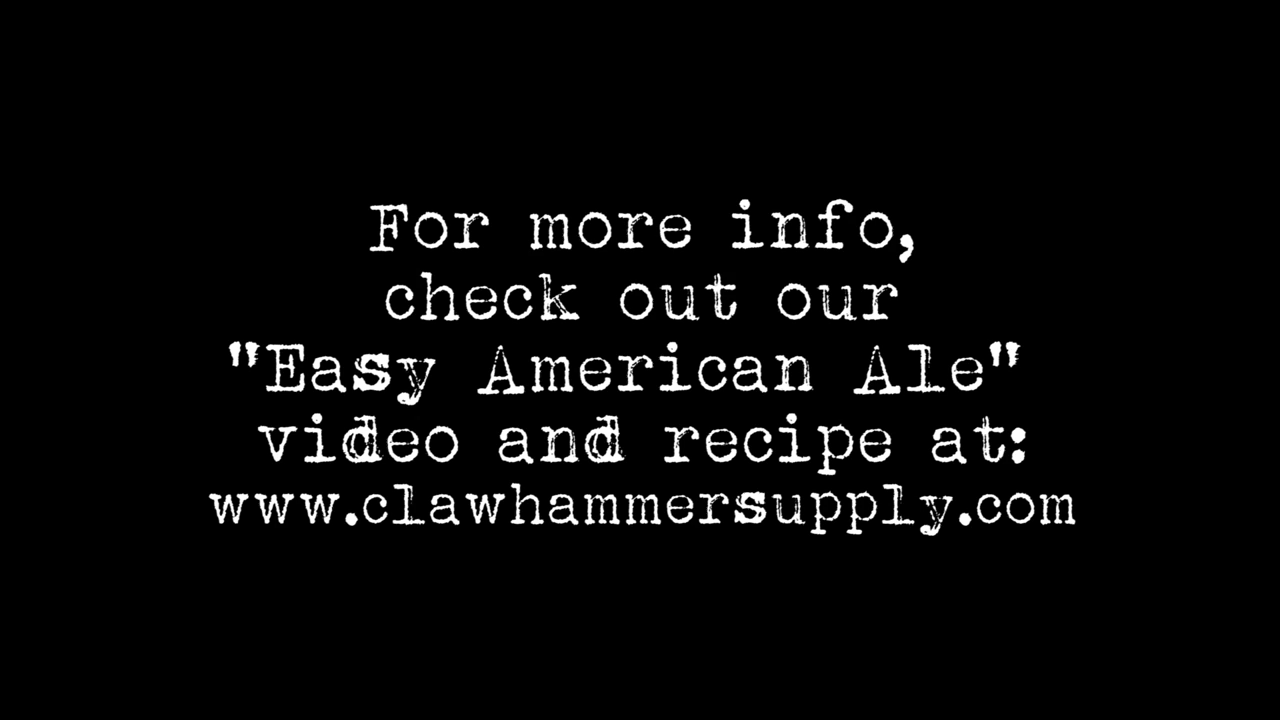 For more info,
check out our
"Easy American Ale"
video and recipe at:
www.clawhammersupply.com